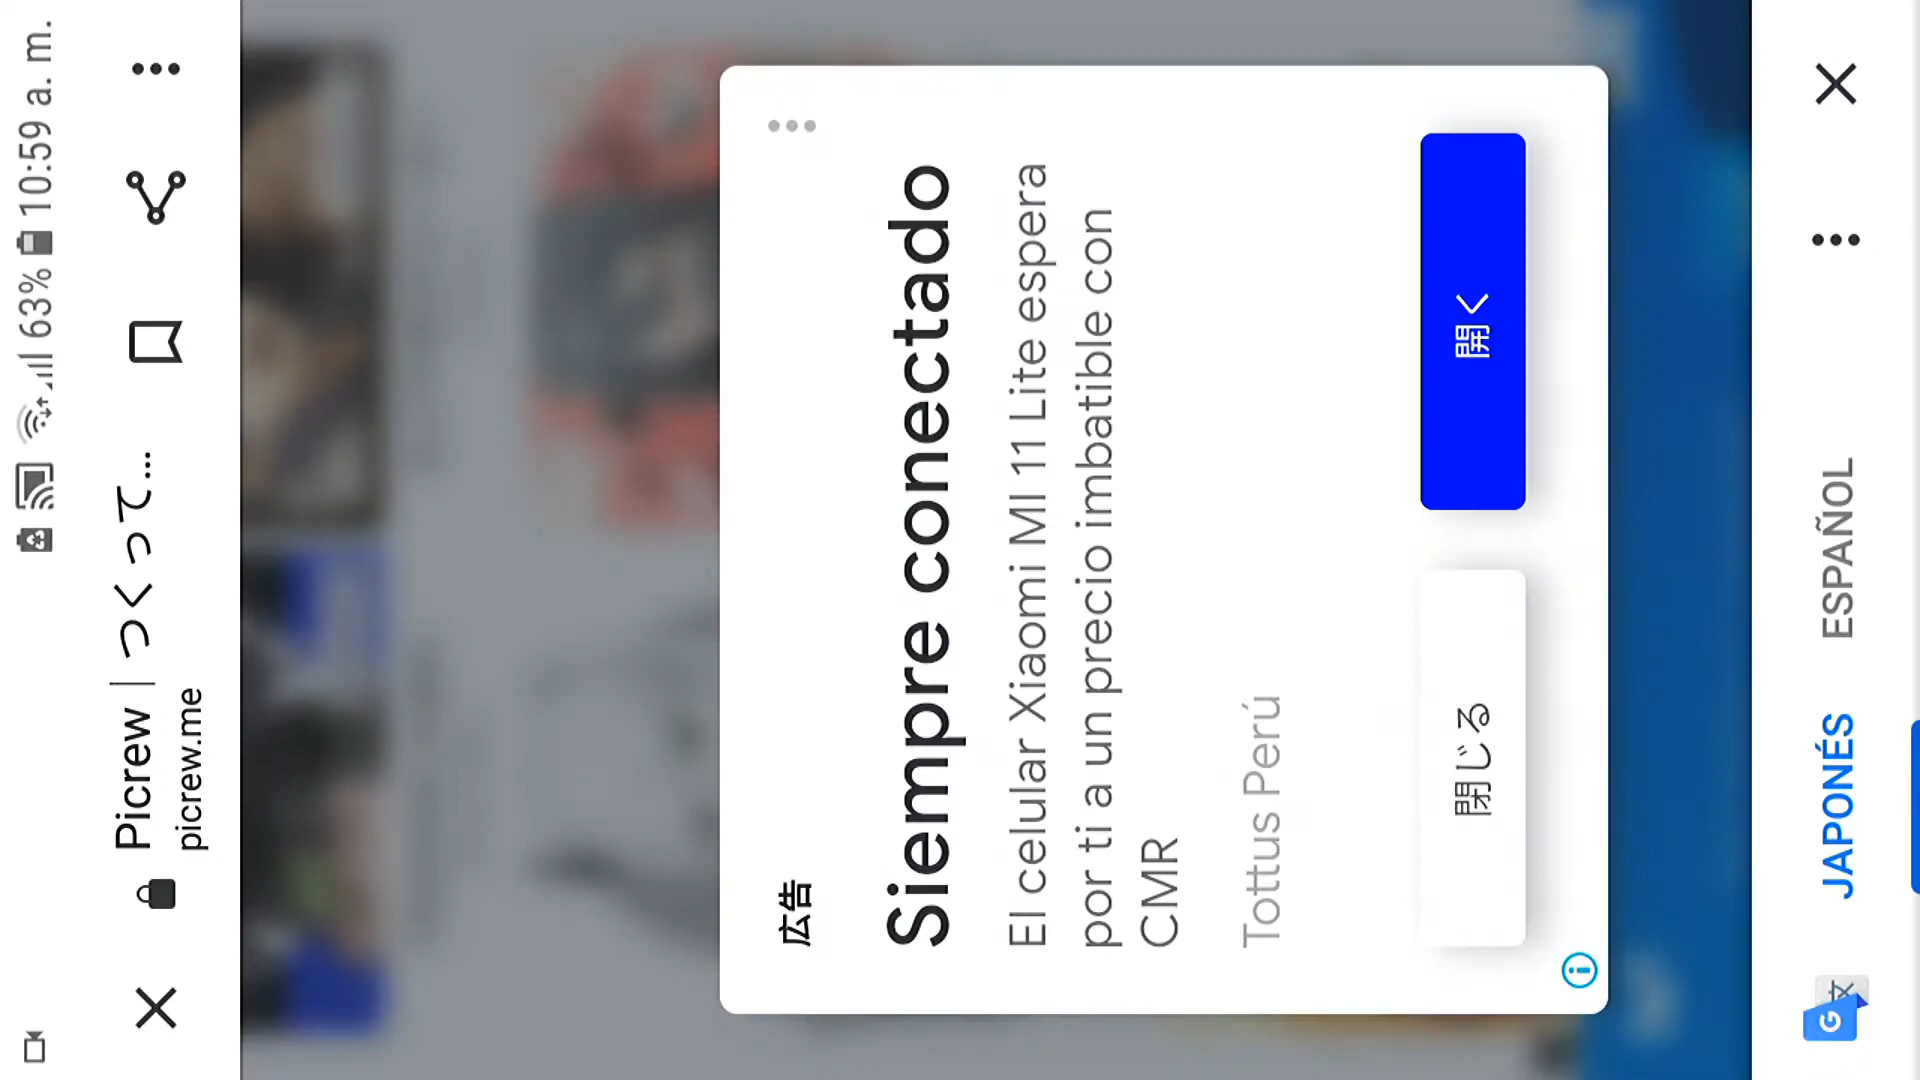 63% 10:59 a. m.
Picrew | つくって...
picrew.me
広告
Siempre conectado
El celular Xiaomi MI 11 Lite espera
por ti a un precio imbatible con
CMR
Tottus Perú
閉じる
開く
JAPONÉS
ESPAÑOL